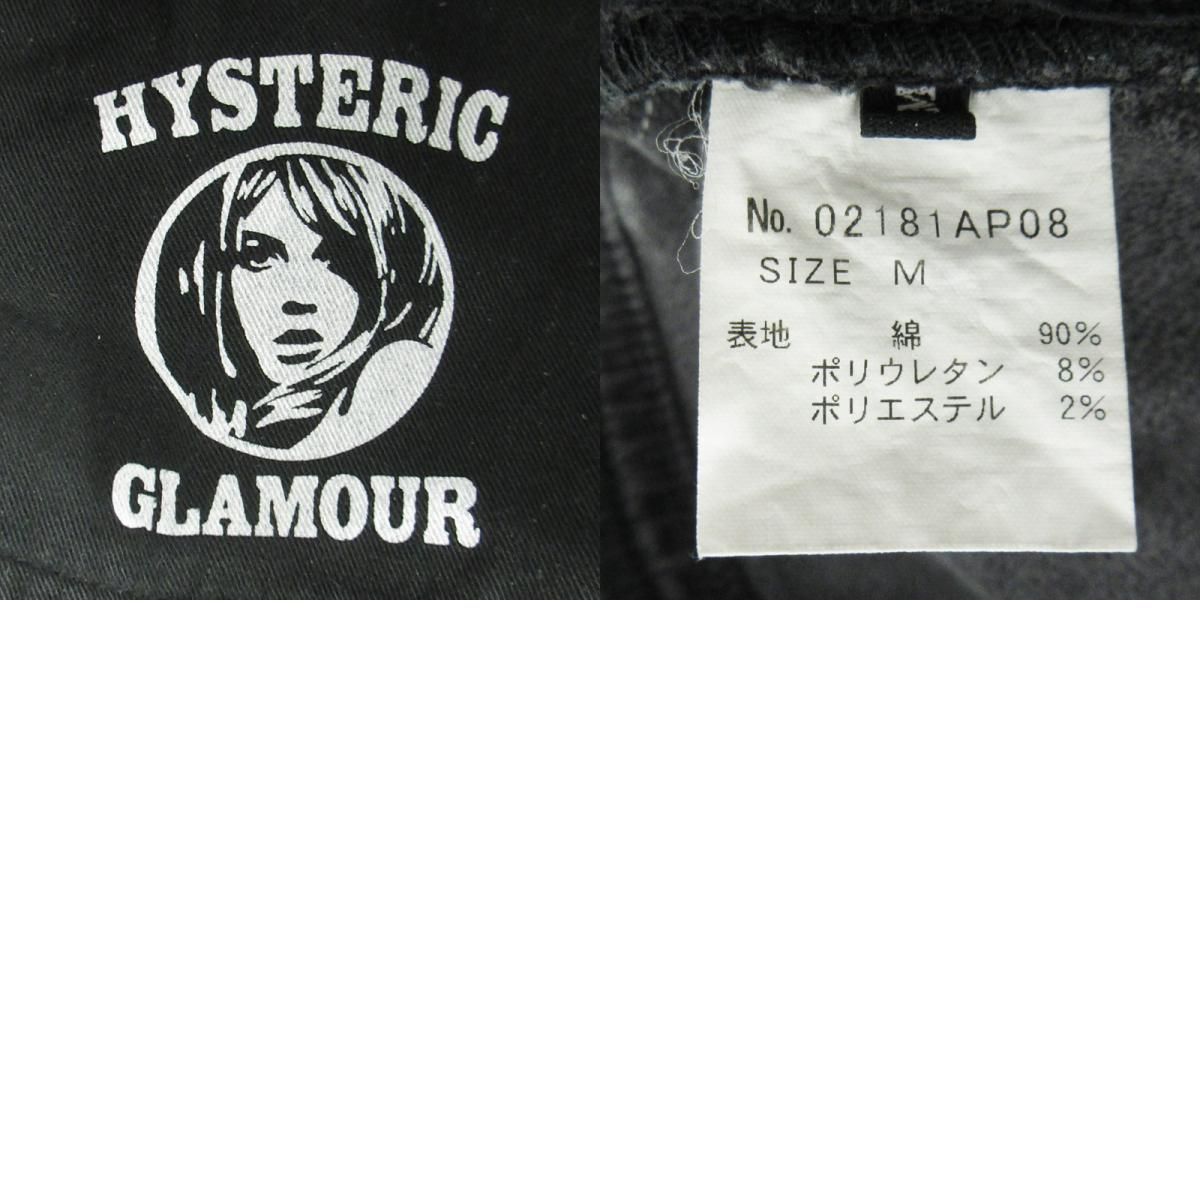 HYSTERIC
GLAMOUR
M
No. 02181AP08
SIZE M
表地 綿 90%
ポリウレタン 8%
ポリエステル 2%